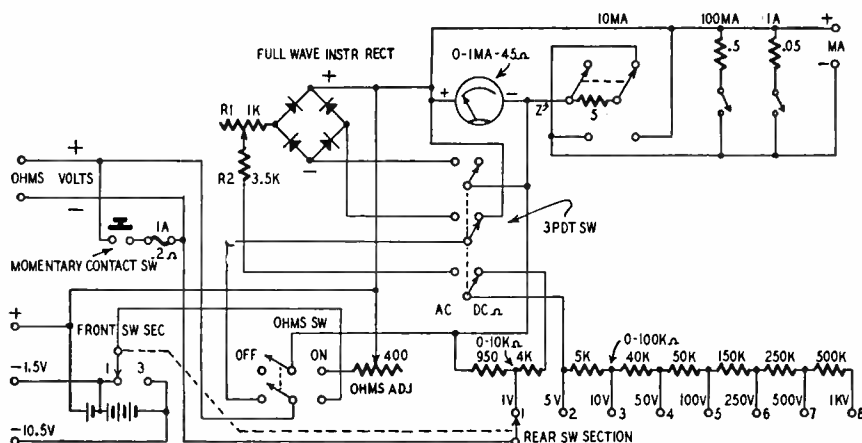 10MA 100MA 1A +
0-1MA-45Ω .5 .05 MA
FULL WAVE INSTR RECT
+
+ − Z 5 −
R1 1K
R2 3.5K −
+
OHMS VOLTS
−
1A
.2Ω
MOMENTARY CONTACT SW
3PDT SW
AC DCΩ
+
FRONT SW SEC
OHMS SW
OFF ON 400
OHMS ADJ
0-10KΩ 0-100KΩ
950 4K 5K 40K 50K 150K 250K 500K
-1.5V 1 3
1V 5V 10V 50V 100V 250V 500V 1KV
1 2 3 4 5 6 7 8
-10.5V
REAR SW SECTION